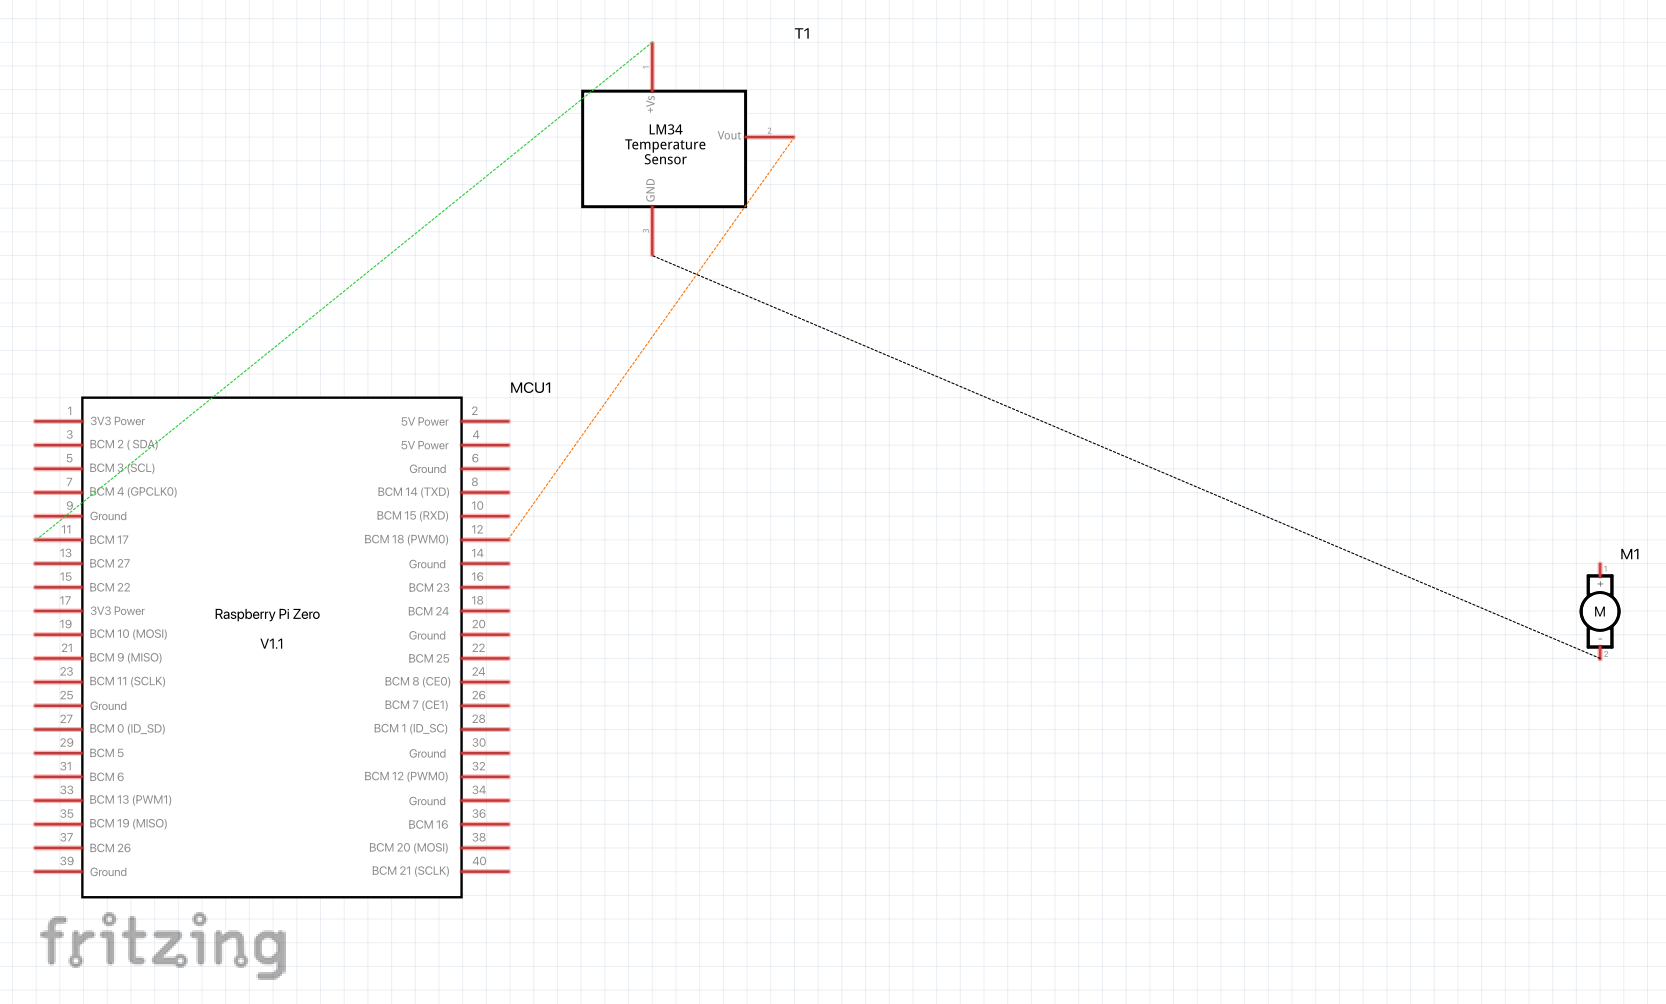 T1
1
+Vs
LM34
Temperature
Sensor
Vout
2
GND
3
MCU1
1
3V3 Power
5V Power
2
3
BCM 2 ( SDA)
5V Power
4
5
BCM 3 (SCL)
Ground
6
7
BCM 4 (GPCLK0)
BCM 14 (TXD)
8
9
Ground
BCM 15 (RXD)
10
11
BCM 17
BCM 18 (PWM0)
12
13
BCM 27
Ground
14
15
BCM 22
BCM 23
16
17
3V3 Power
BCM 24
18
19
BCM 10 (MOSI)
Ground
20
21
BCM 9 (MISO)
BCM 25
22
23
BCM 11 (SCLK)
BCM 8 (CE0)
24
25
Ground
BCM 7 (CE1)
26
27
BCM 0 (ID_SD)
BCM 1 (ID_SC)
28
29
BCM 5
Ground
30
31
BCM 6
BCM 12 (PWM0)
32
33
BCM 13 (PWM1)
Ground
34
35
BCM 19 (MISO)
BCM 16
36
37
BCM 26
BCM 20 (MOSI)
38
39
Ground
BCM 21 (SCLK)
40
Raspberry Pi Zero
V1.1
M1
1
+
M
-
2
fritzing